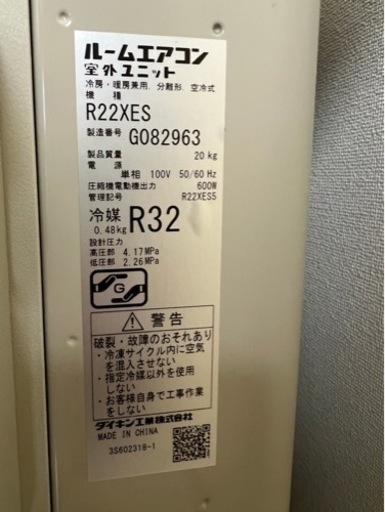 ルームエアコン
室外ユニット
冷房・暖房兼用，分離形，空冷式
機　種
R22XES
製造番号 G082963
製品質量 20 kg
電　源
単相 100V 50/60 Hz
圧縮機電動機出力 600W
管理記号 R22XES5
冷媒 R32
0.48kg
設計圧力
高圧部 4.17MPa
低圧部 2.26MPa
G
警告
破裂・故障のおそれあり
・冷凍サイクル内に空気
を混入させない
・指定冷媒以外を使用
しない
・お客様自身で工事作業を
しない
ダイキン工業株式会社
MADE IN CHINA
3S602318-1